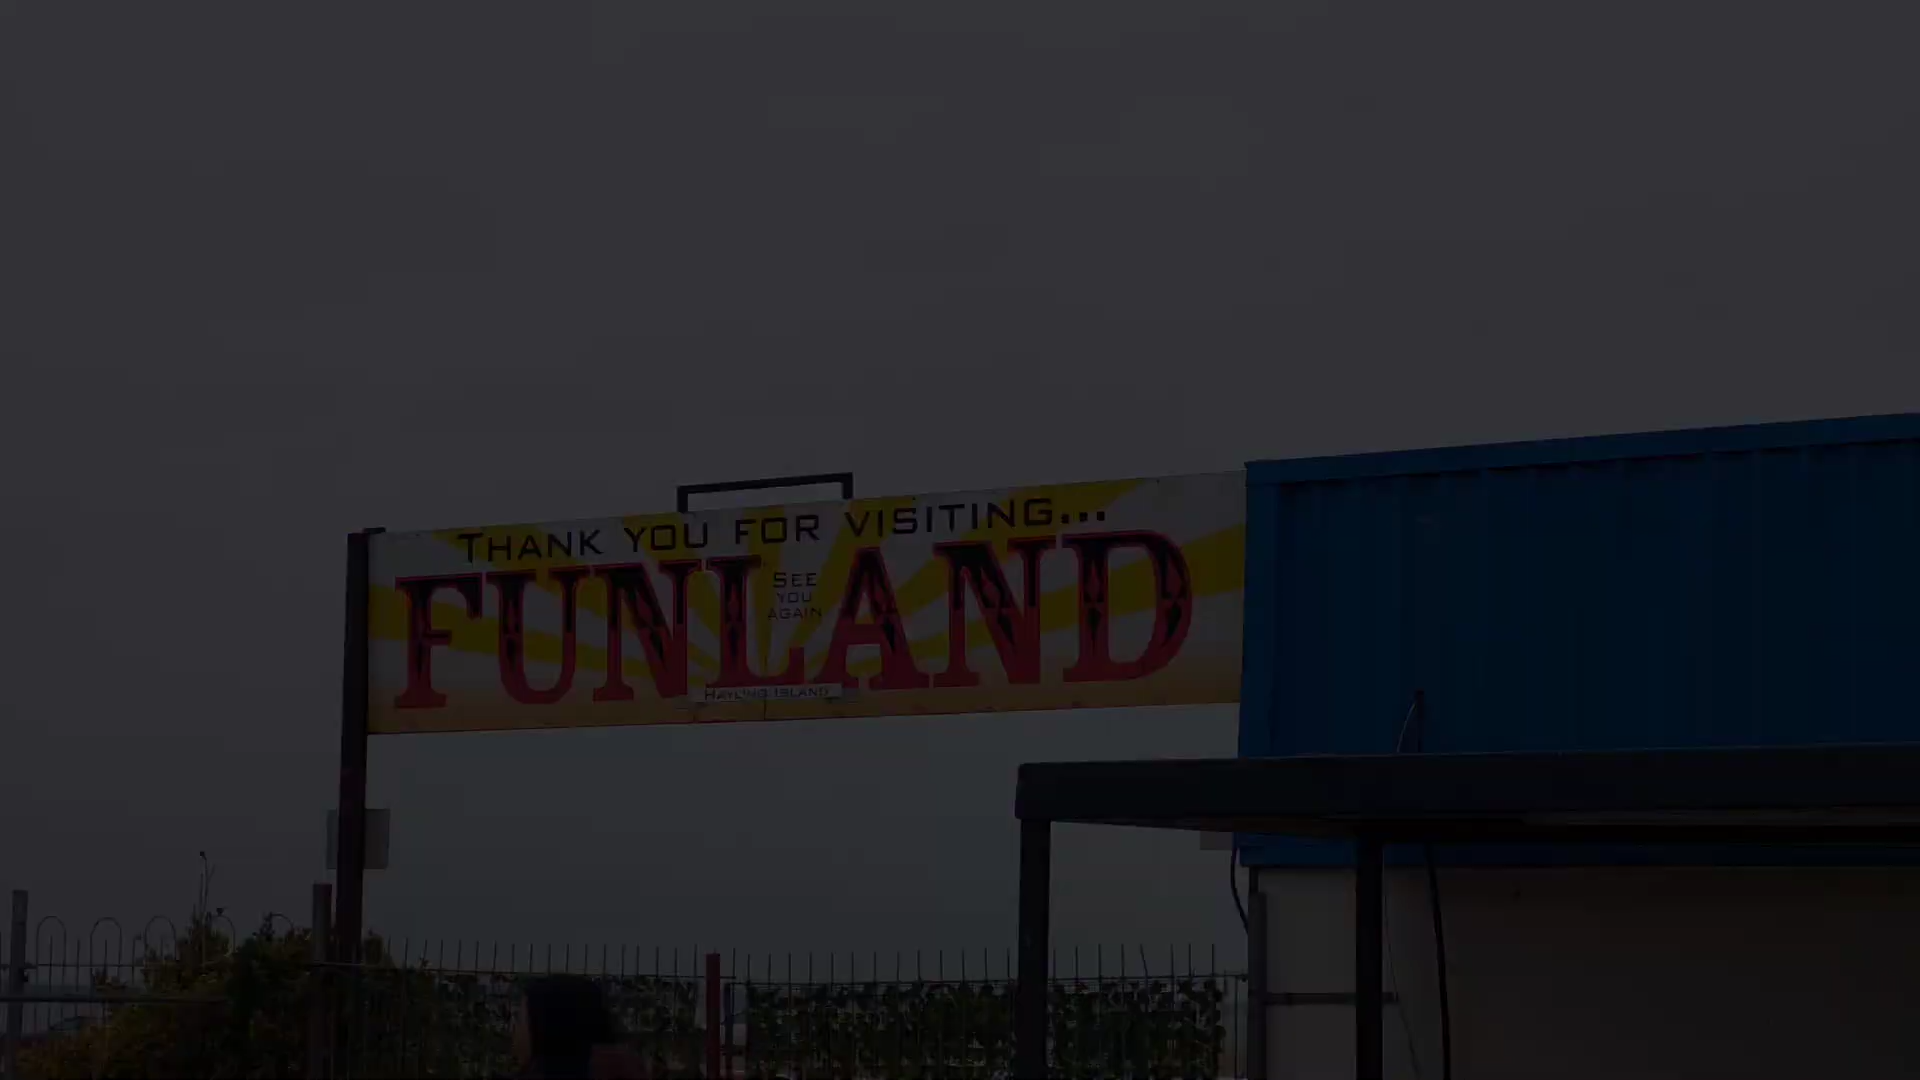 THANK YOU FOR VISITING...
FUNLAND
SEE
YOU
AGAIN
HAYLING ISLAND